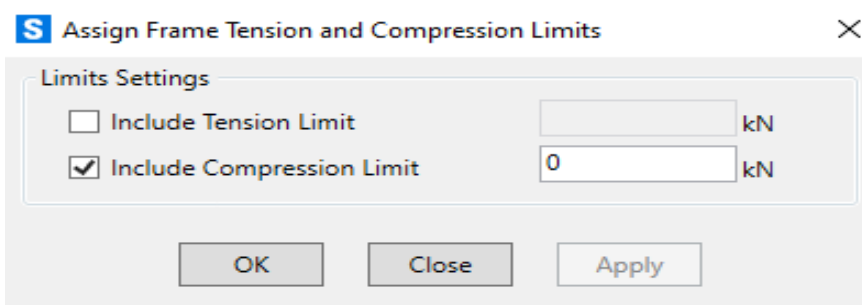 S Assign Frame Tension and Compression Limits
Limits Settings
Include Tension Limit kN
Include Compression Limit 0 kN
OK Close Apply